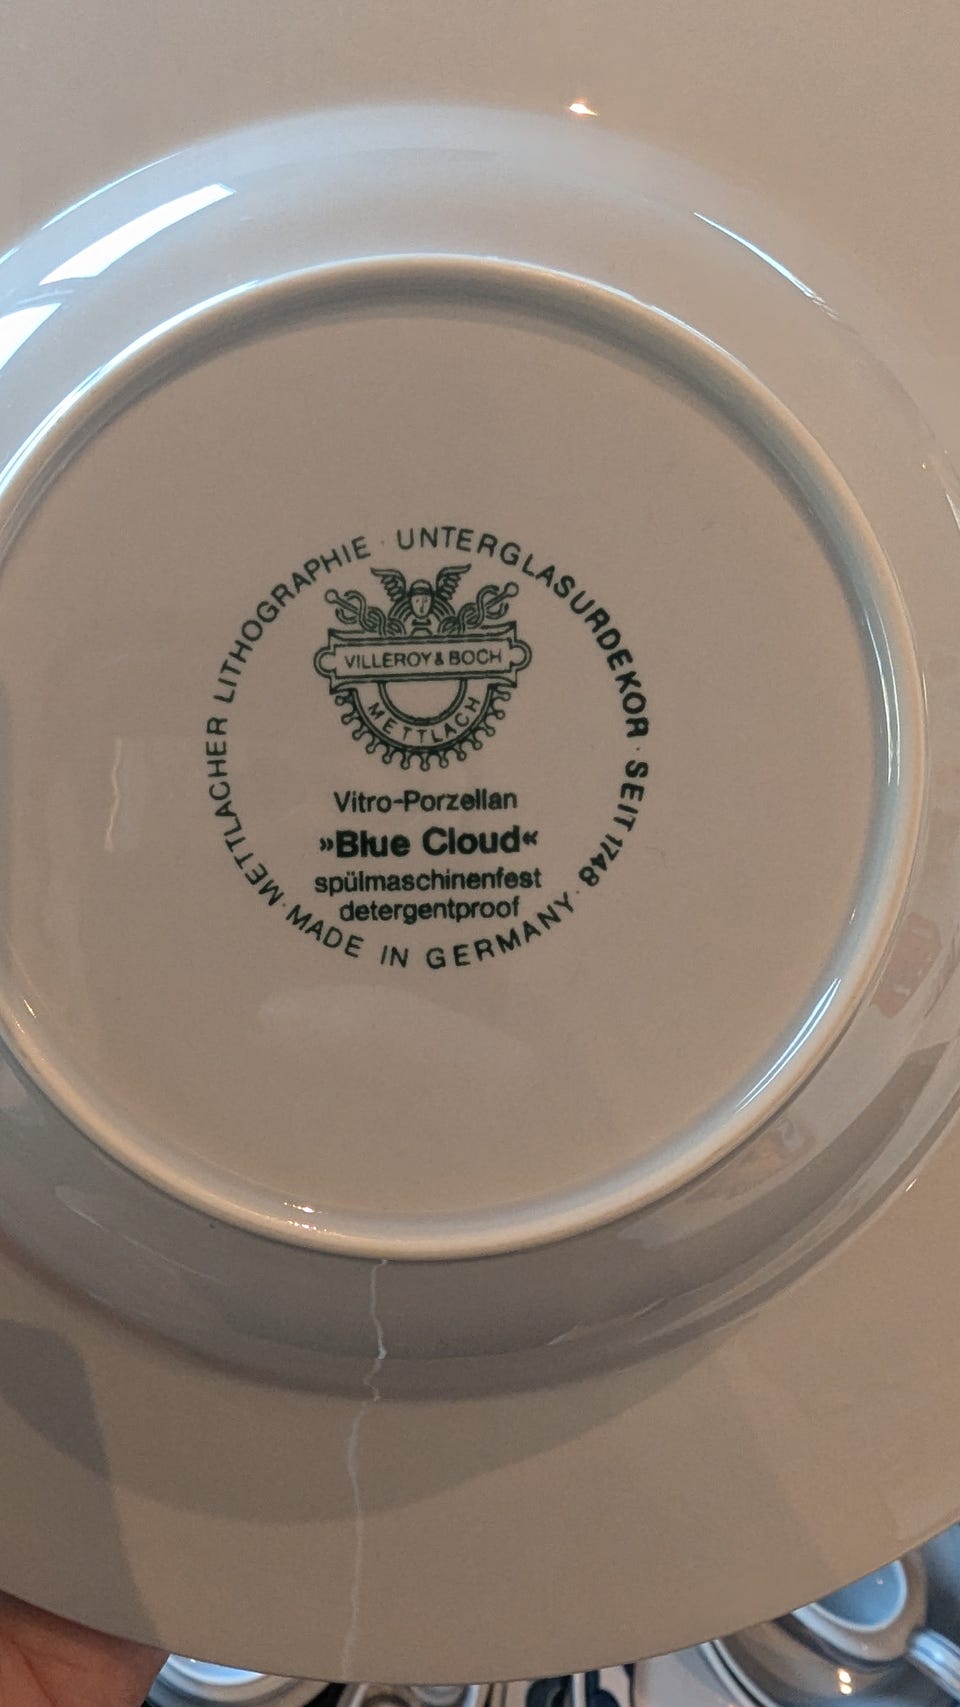 METTLACHER LITHOGRAPHIE · UNTERGLASURDEKOR · SEIT 1748 · MADE IN GERMANY ·
VILLEROY & BOCH
METTLACH
Vitro-Porzellan
»Blue Cloud«
spülmaschinenfest
detergentproof